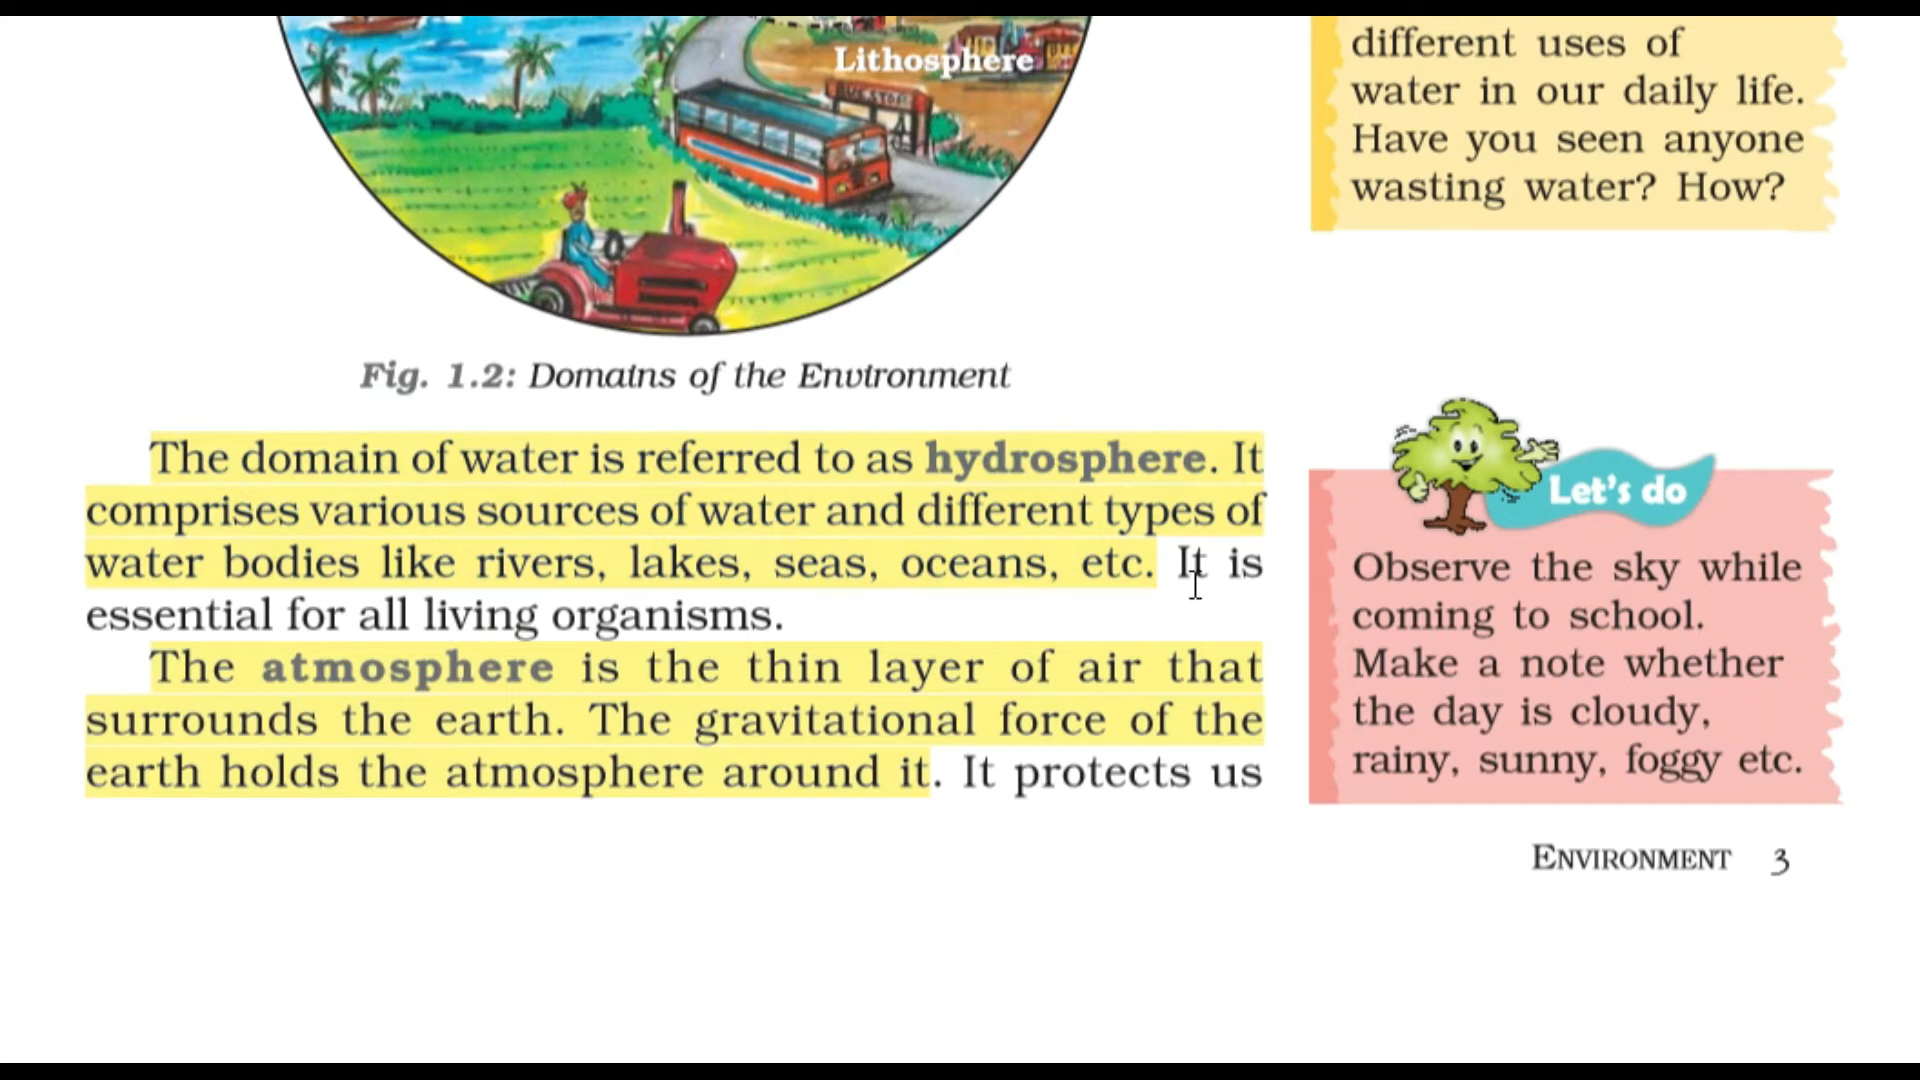 Lithosphere
BUS STOP
Fig. 1.2: Domains of the Environment
The domain of water is referred to as hydrosphere. It
comprises various sources of water and different types of
water bodies like rivers, lakes, seas, oceans, etc. It is
essential for all living organisms.
The atmosphere is the thin layer of air that
surrounds the earth. The gravitational force of the
earth holds the atmosphere around it. It protects us
different uses of
water in our daily life.
Have you seen anyone
wasting water? How?
Let's do
Observe the sky while
coming to school.
Make a note whether
the day is cloudy,
rainy, sunny, foggy etc.
ENVIRONMENT 3